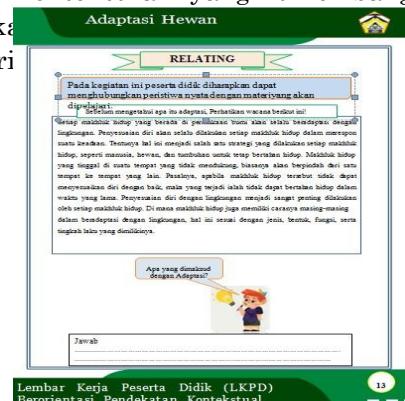 Adaptasi Hewan
RELATING
Pada kegiatan ini peserta didik diharapkan dapat
menghubungkan peristiwa nyata dengan materiyang akan
dipelajari.
Sebelum mengetahui apa itu adaptasi, Perhatikan wacana berikut ini!
Setiap makhluk hidup yang berada di permukaan bumi akan selalu beradaptasi dengan
lingkungan. Penyesuaian diri akan selalu dilakukan setiap makhluk hidup dalam merespon
suatu keadaan. Tentunya hal ini menjadi salah satu strategi yang dilakukan setiap makhluk
hidup, seperti manusia, hewan, dan tumbuhan untuk tetap bertahan hidup. Makhluk hidup
yang tinggal di suatu tempat yang tidak mendukung, biasanya akan berpindah dari satu
tempat ke tempat yang lain. Pasalnya, apabila makhluk hidup tersebut tidak dapat
menyesuaikan diri dengan baik, maka yang terjadi ialah tidak dapat bertahan hidup dalam
waktu yang lama. Penyesuaian diri dengan lingkungan menjadi sangat penting dilakukan
oleh setiap makhluk hidup. Di mana makhluk hidup juga memiliki caranya masing-masing
dalam beradaptasi dengan lingkungan, hal ini sesuai dengan jenis, bentuk, fungsi, serta
tingkah laku yang dimilikinya.
Apa yang dimaksud
dengan Adaptasi?
Jawab
Lembar Kerja Peserta Didik (LKPD)
Berorientasi Pendekatan Kontekstual
13